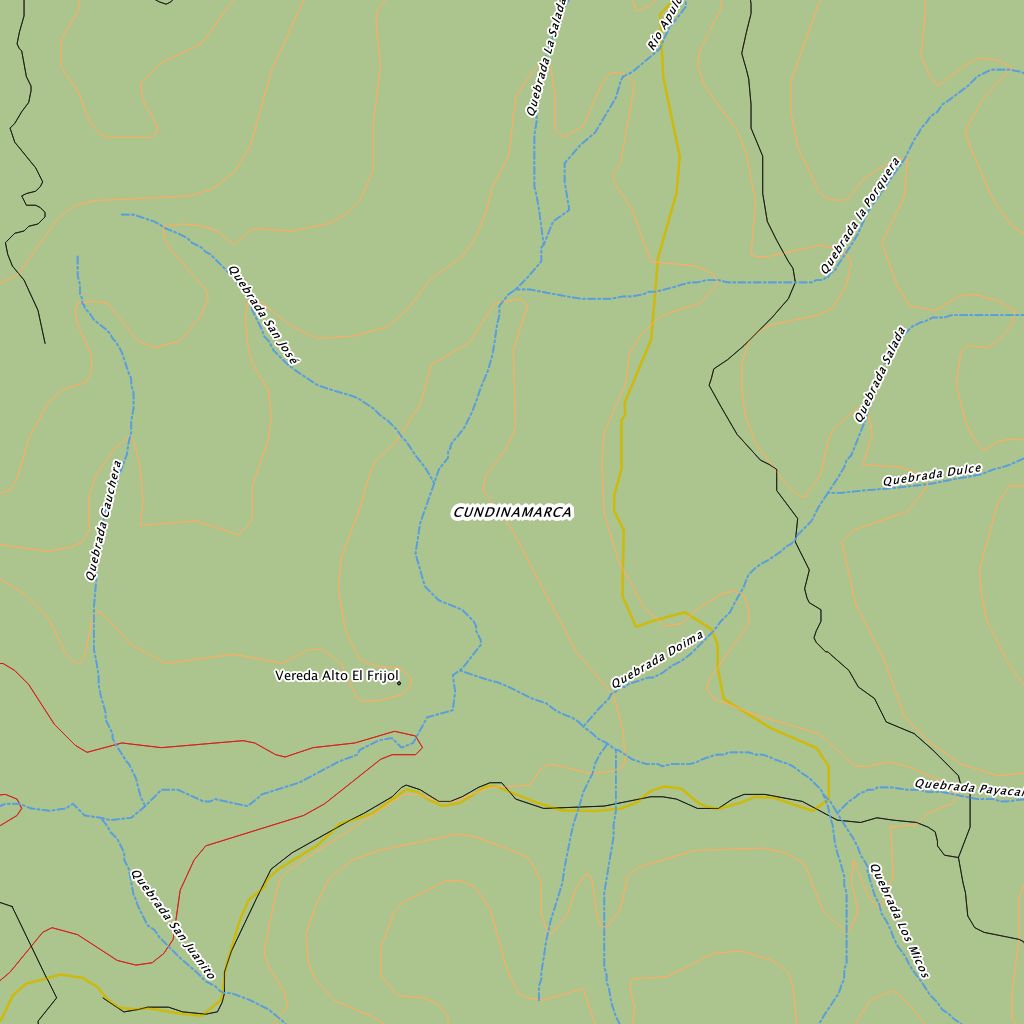 Quebrada La Salada
Río Apulo
Quebrada la Porquera
Quebrada San José
Quebrada Salada
Quebrada Dulce
Quebrada Cauchera
CUNDINAMARCA
Quebrada Doima
Vereda Alto El Frijol
Quebrada Payacal
Quebrada San Juanito
Quebrada Los Micos